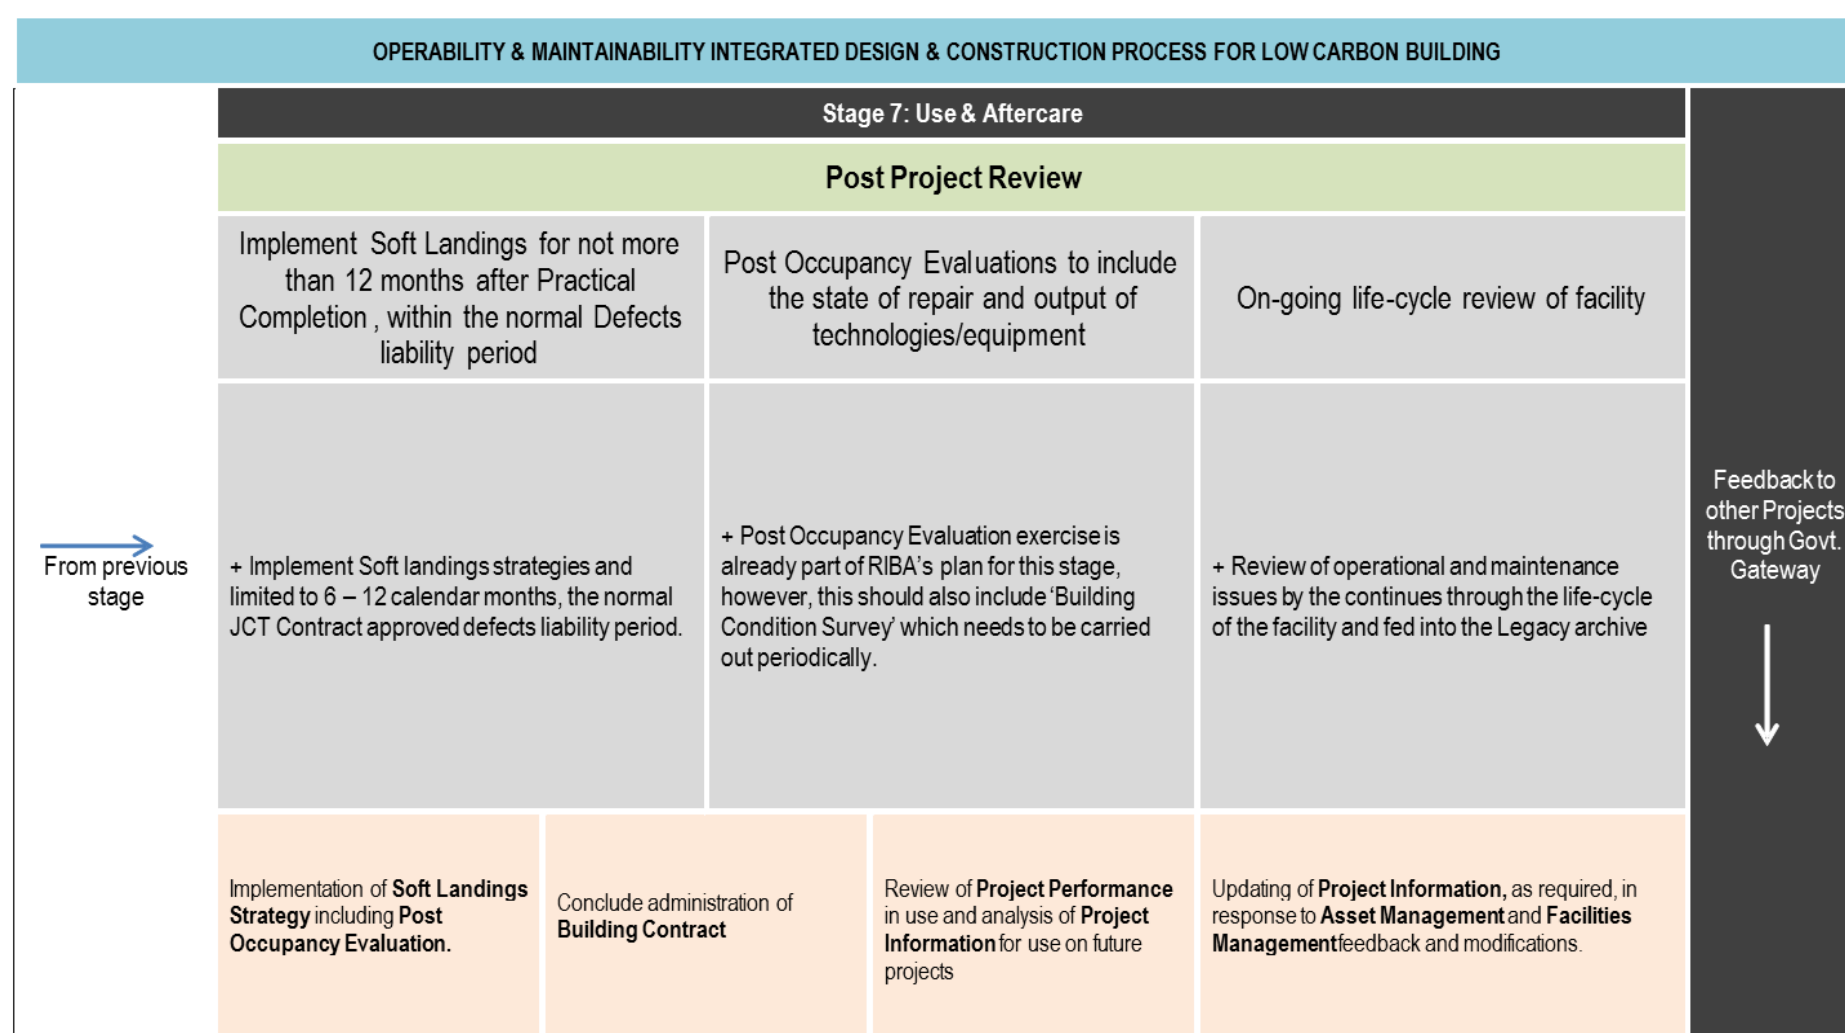 OPERABILITY & MAINTAINABILITY INTEGRATED DESIGN & CONSTRUCTION PROCESS FOR LOW CARBON BUILDING
Stage 7: Use & Aftercare
Post Project Review
Implement Soft Landings for not more
than 12 months after Practical
Completion , within the normal Defects
liability period
Post Occupancy Evaluations to include
the state of repair and output of
technologies/equipment
On-going life-cycle review of facility
From previous
stage
+ Implement Soft landings strategies and
limited to 6 – 12 calendar months, the normal
JCT Contract approved defects liability period.
+ Post Occupancy Evaluation exercise is
already part of RIBA's plan for this stage,
however, this should also include 'Building
Condition Survey' which needs to be carried
out periodically.
+ Review of operational and maintenance
issues by the continues through the life-cycle
of the facility and fed into the Legacy archive
Feedback to
other Projects
through Govt.
Gateway
Implementation of Soft Landings
Strategy including Post
Occupancy Evaluation.
Conclude administration of
Building Contract
Review of Project Performance
in use and analysis of Project
Information for use on future
projects
Updating of Project Information, as required, in
response to Asset Management and Facilities
Management feedback and modifications.